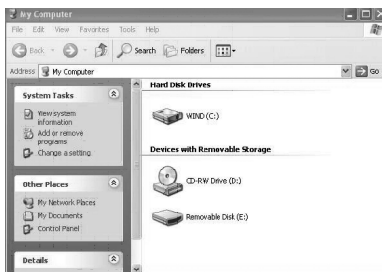 My Computer
File Edit View Favorites Tools Help
Back Search Folders
Address My Computer Go
System Tasks
View system
information
Add or remove
programs
Change a setting
Other Places
My Network Places
My Documents
Control Panel
Details
Hard Disk Drives
WIND (C:)
Devices with Removable Storage
CD-RW Drive (D:)
Removable Disk (E:)